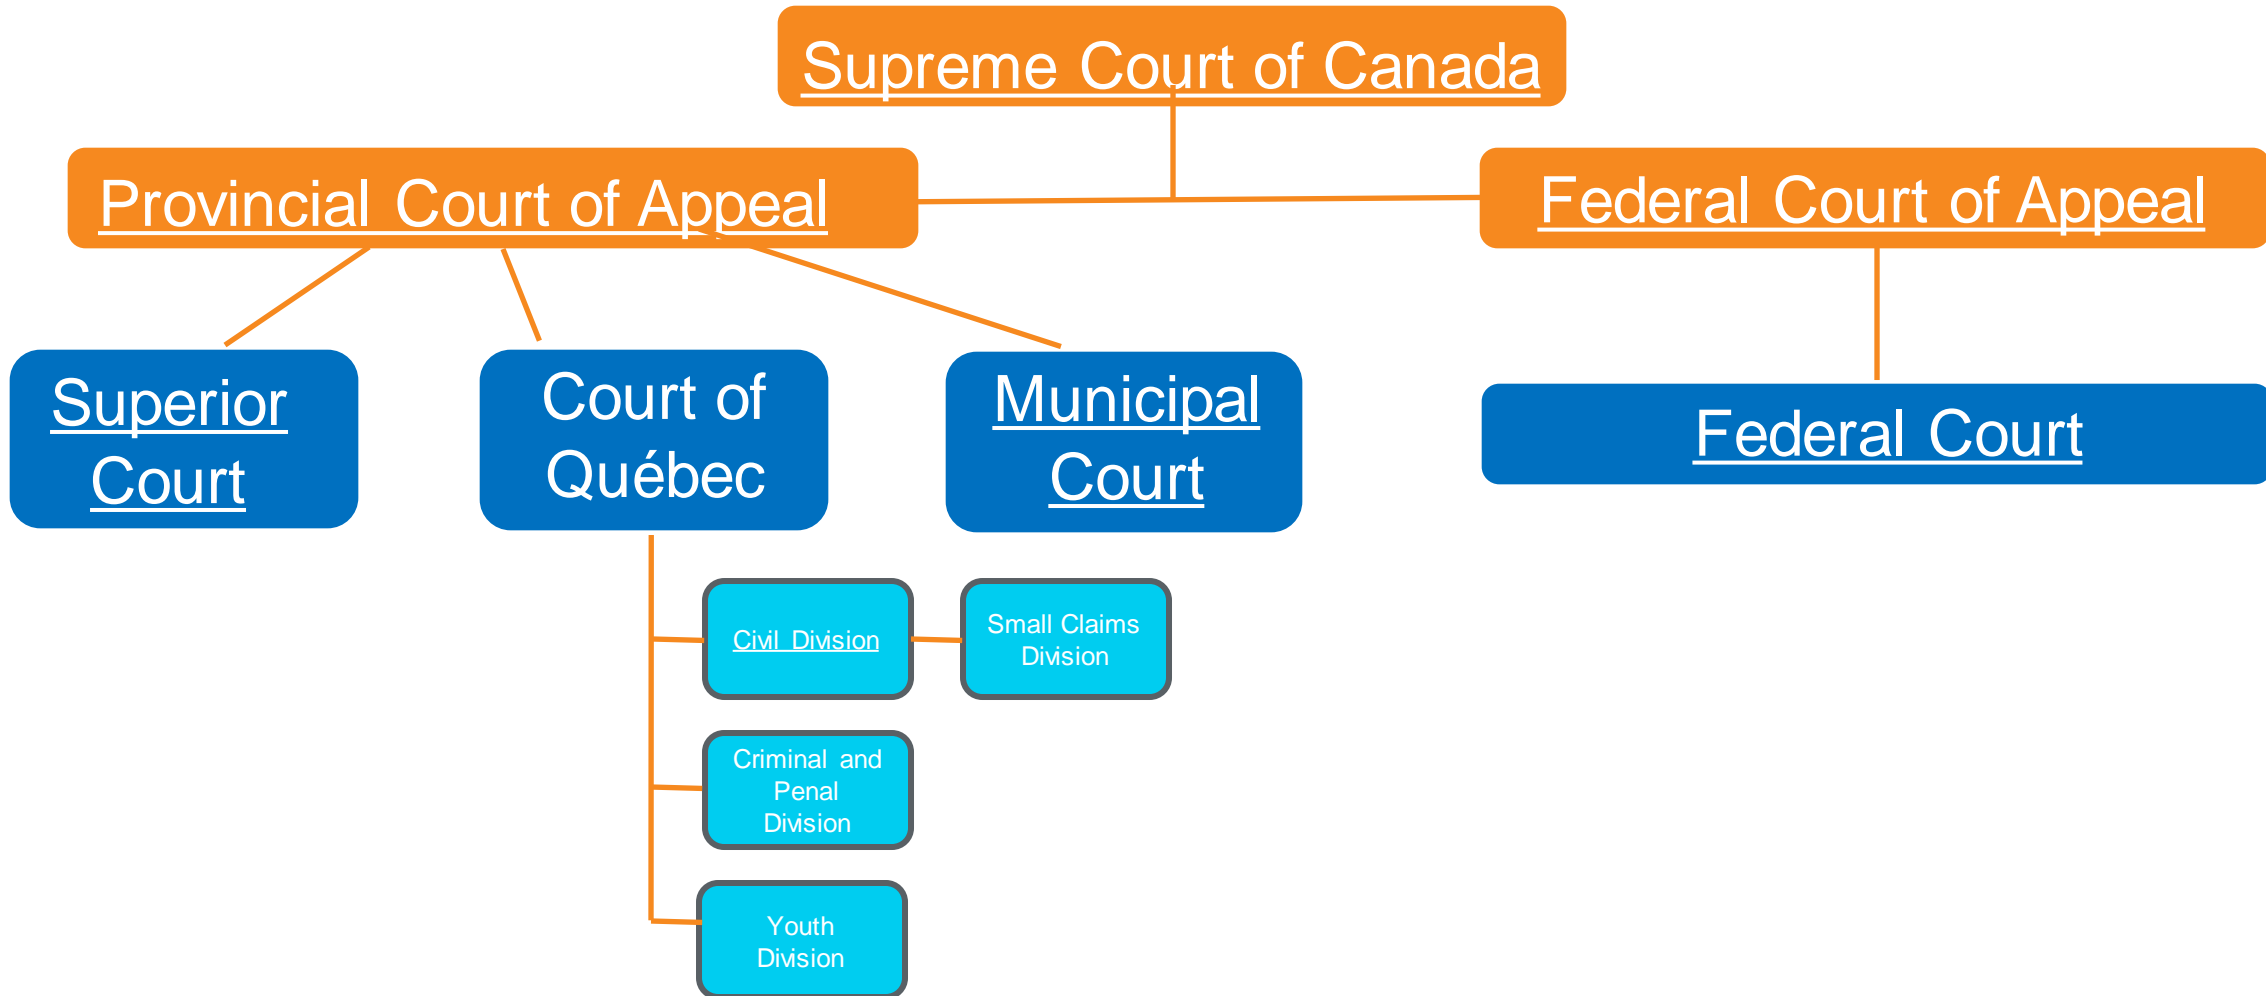 Supreme Court of Canada
Provincial Court of Appeal
Federal Court of Appeal
Superior
Court
Court of
Québec
Municipal
Court
Federal Court
Civil Division
Small Claims
Division
Criminal and
Penal
Division
Youth
Division